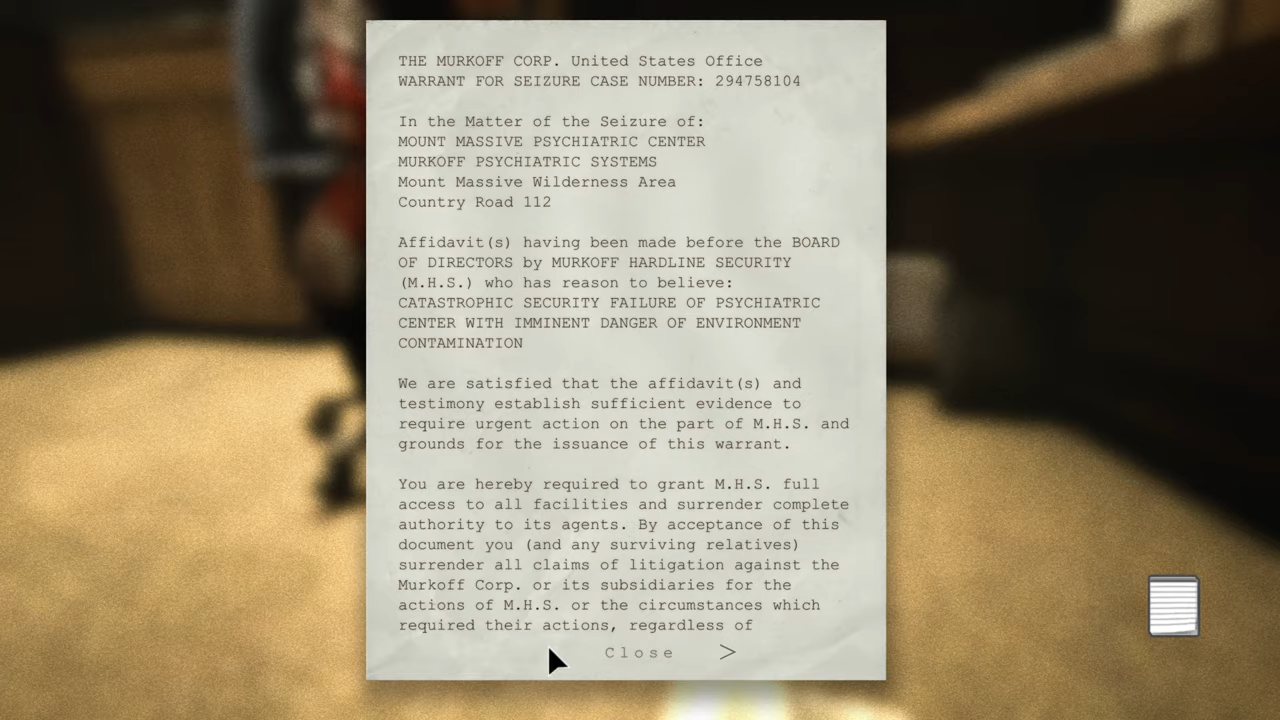 THE MURKOFF CORP. United States Office
WARRANT FOR SEIZURE CASE NUMBER: 294758104
In the Matter of the Seizure of:
MOUNT MASSIVE PSYCHIATRIC CENTER
MURKOFF PSYCHIATRIC SYSTEMS
Mount Massive Wilderness Area
Country Road 112
Affidavit(s) having been made before the BOARD
OF DIRECTORS by MURKOFF HARDLINE SECURITY
(M.H.S.) who has reason to believe:
CATASTROPHIC SECURITY FAILURE OF PSYCHIATRIC
CENTER WITH IMMINENT DANGER OF ENVIRONMENT
CONTAMINATION
We are satisfied that the affidavit(s) and
testimony establish sufficient evidence to
require urgent action on the part of M.H.S. and
grounds for the issuance of this warrant.
You are hereby required to grant M.H.S. full
access to all facilities and surrender complete
authority to its agents. By acceptance of this
document you (and any surviving relatives)
surrender all claims of litigation against the
Murkoff Corp. or its subsidiaries for the
actions of M.H.S. or the circumstances which
required their actions, regardless of
Close >